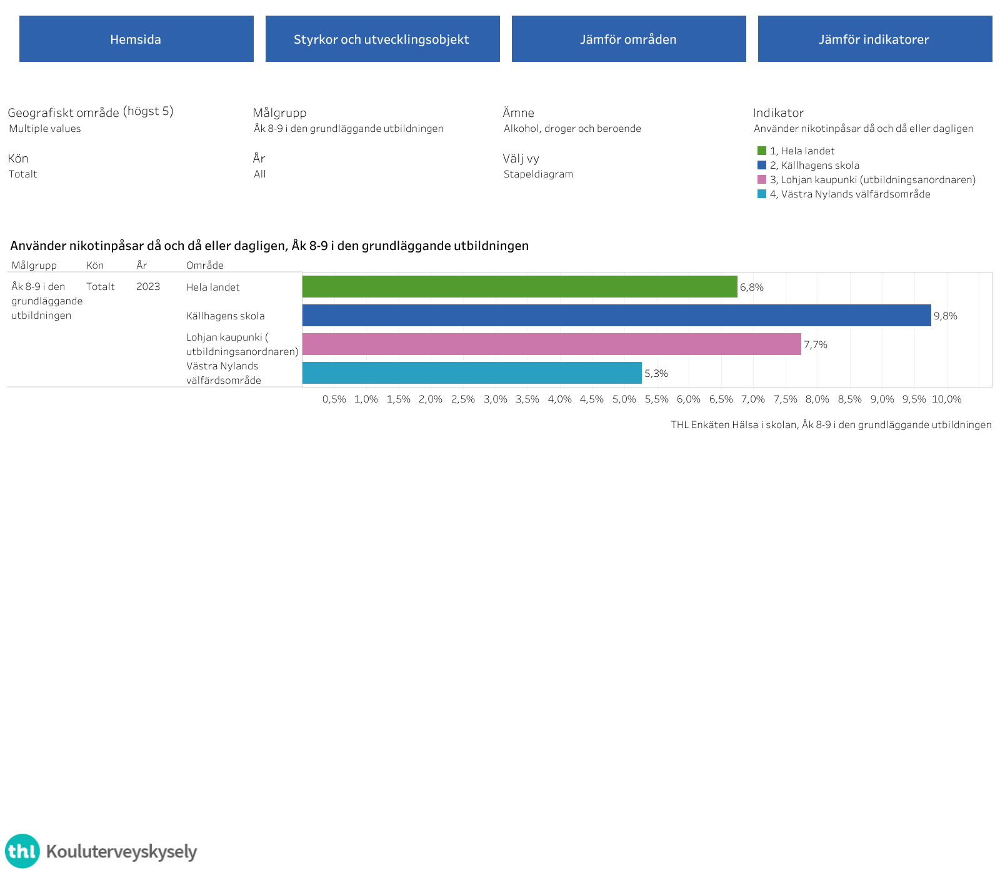 Hemsida
Styrkor och utvecklingsobjekt
Jämför områden
Jämför indikatorer
Geografiskt område (högst 5)
Multiple values
Målgrupp
Åk 8-9 i den grundläggande utbildningen
Ämne
Alkohol, droger och beroende
Indikator
Använder nikotinpåsar då och då eller dagligen
Kön
Totalt
År
All
Välj vy
Stapeldiagram
1, Hela landet
2, Källhagens skola
3, Lohjan kaupunki (utbildningsanordnaren)
4, Västra Nylands välfärdsområde
Använder nikotinpåsar då och då eller dagligen, Åk 8-9 i den grundläggande utbildningen
Målgrupp Kön År Område
Åk 8-9 i den
grundläggande
utbildningen
Totalt
2023
Hela landet
6,8%
Källhagens skola
9,8%
Lohjan kaupunki (
utbildningsanordnaren)
7,7%
Västra Nylands
välfärdsområde
5,3%
0,5% 1,0% 1,5% 2,0% 2,5% 3,0% 3,5% 4,0% 4,5% 5,0% 5,5% 6,0% 6,5% 7,0% 7,5% 8,0% 8,5% 9,0% 9,5% 10,0%
THL Enkäten Hälsa i skolan, Åk 8-9 i den grundläggande utbildningen
thl Kouluterveyskysely